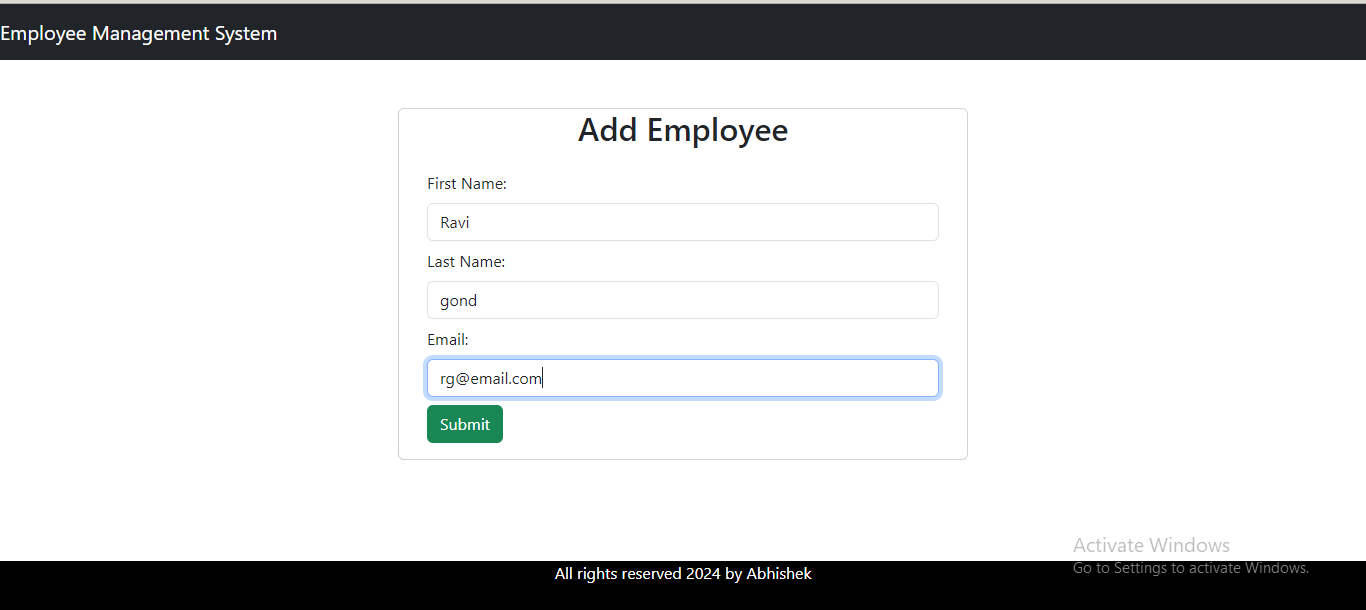 Employee Management System
Add Employee
First Name:
Ravi
Last Name:
gond
Email:
rg@email.com
Submit
Activate Windows
Go to Settings to activate Windows.
All rights reserved 2024 by Abhishek